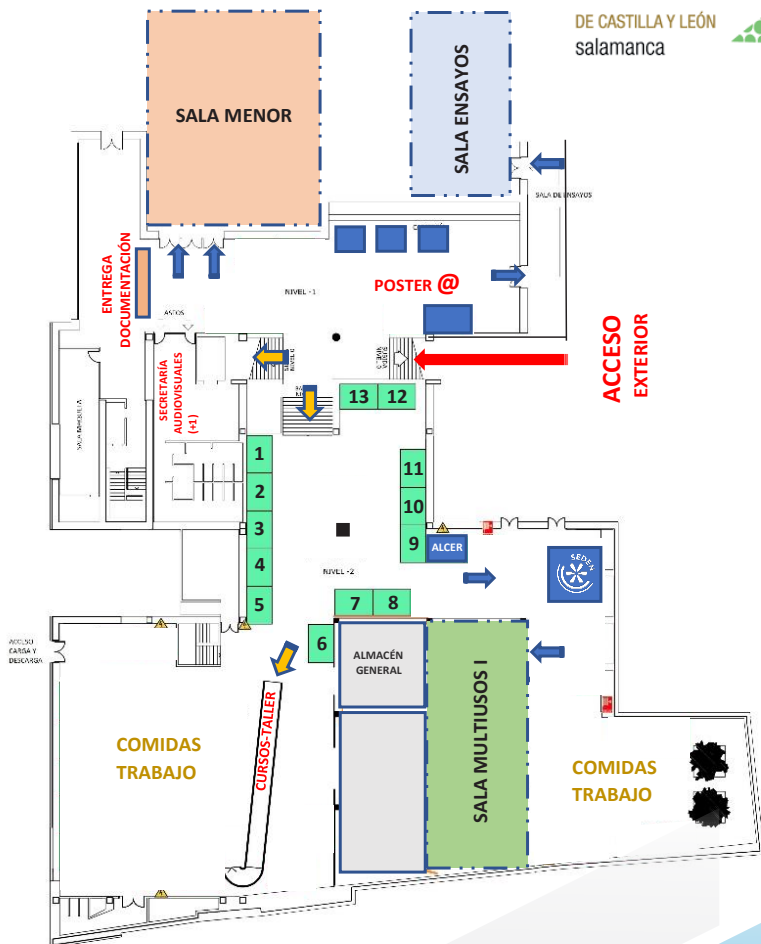 DE CASTILLA Y LEÓN
salamanca
SALA MENOR
SALA ENSAYOS
SALA DE ENSAYOS
ENTREGA
DOCUMENTACIÓN
NIVEL -1
POSTER @
ASEOS
ACCESO
EXTERIOR
SECRETARÍA
AUDIOVISUALES
(+1)
13
12
1
2
3
4
5
11
10
9
ALCER
SEDEN
NIVEL -2
7
8
6
ALMACÉN
GENERAL
ACCESO
CARGA Y
DESCARGA
CURSOS-TALLER
SALA MULTIUSOS I
COMIDAS
TRABAJO
COMIDAS
TRABAJO